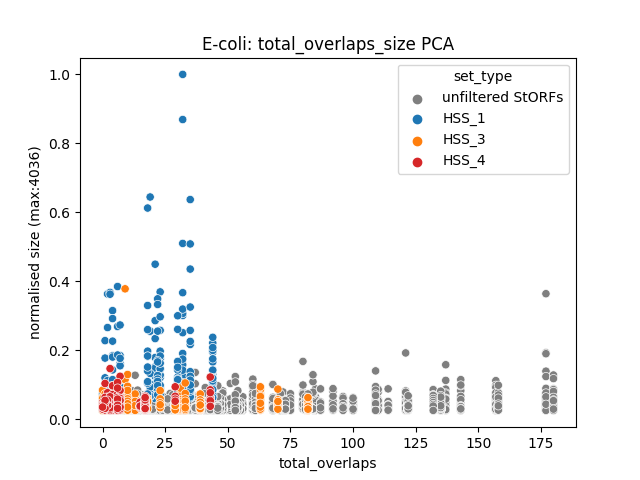 E-coli: total_overlaps_size PCA
set_type
unfiltered StORFs
HSS_1
HSS_3
HSS_4
normalised size (max:4036)
1.0
0.8
0.6
0.4
0.2
0.0
0 25 50 75 100 125 150 175
total_overlaps